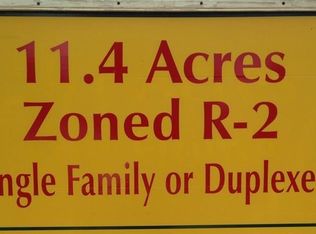 11.4 Acres
Zoned R-2
ngle Family or Duplexe